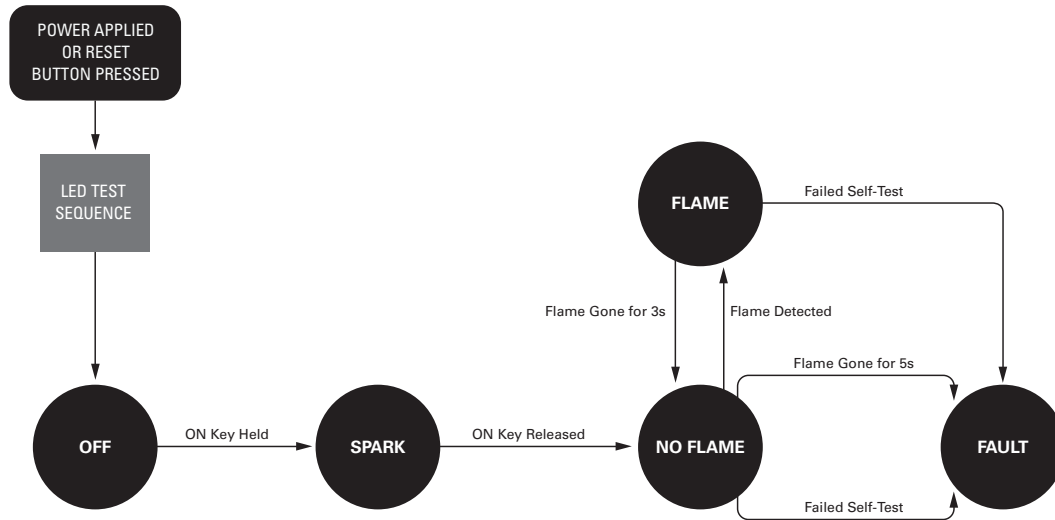 POWER APPLIED
OR RESET
BUTTON PRESSED
LED TEST
SEQUENCE
FLAME
Failed Self-Test
Flame Gone for 3s
Flame Detected
Flame Gone for 5s
OFF
ON Key Held
SPARK
ON Key Released
NO FLAME
FAULT
Failed Self-Test